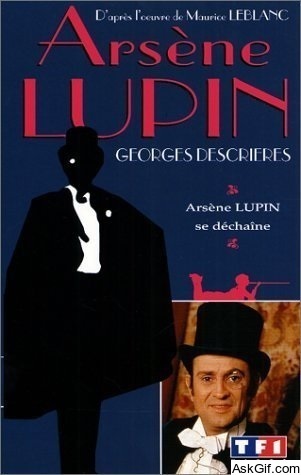 D'après l'oeuvre de Maurice LEBLANC
Arsène
LUPIN
GEORGES DESCRIERES
Arsène LUPIN
se déchaîne
TF1
AskGif.com